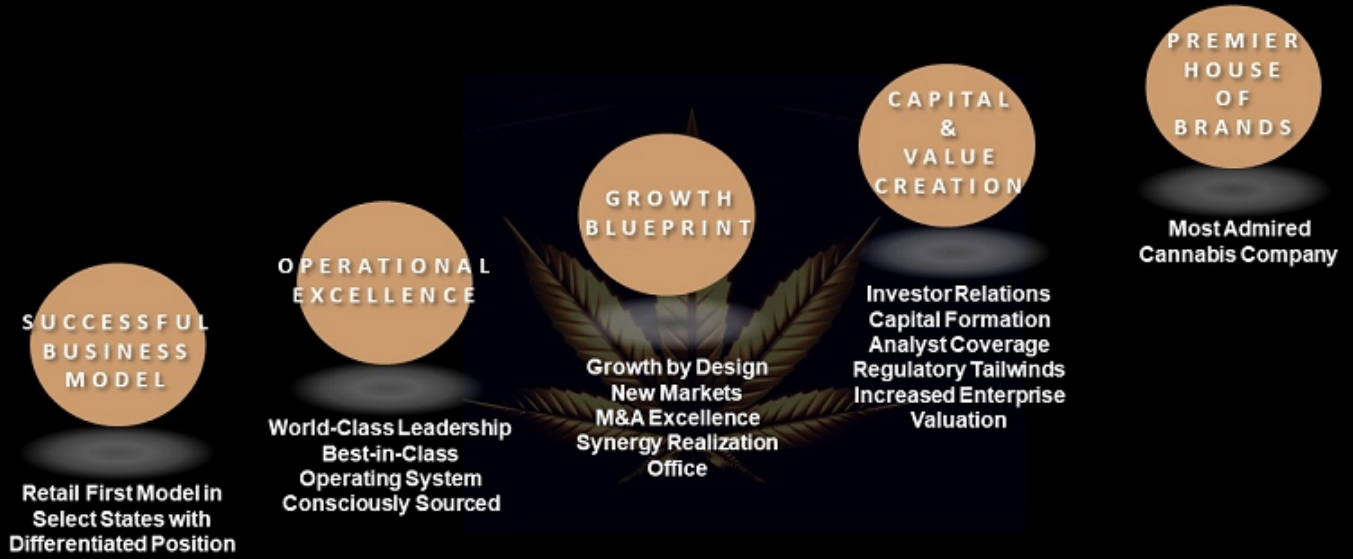 SUCCESSFUL
BUSINESS
MODEL
Retail First Model in
Select States with
Differentiated Position
OPERATIONAL
EXCELLENCE
World-Class Leadership
Best-in-Class
Operating System
Consciously Sourced
GROWTH
BLUEPRINT
Growth by Design
New Markets
M&A Excellence
Synergy Realization
Office
CAPITAL
&
VALUE
CREATION
Investor Relations
Capital Formation
Analyst Coverage
Regulatory Tailwinds
Increased Enterprise
Valuation
PREMIER
HOUSE
OF
BRANDS
Most Admired
Cannabis Company